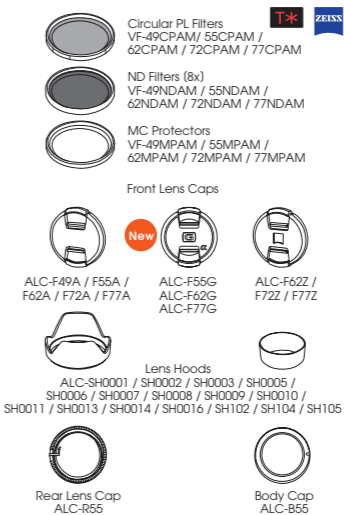 Circular PL Filters
VF-49CPAM/ 55CPAM /
62CPAM / 72CPAM / 77CPAM
T*
ZEISS
ND Filters (8x)
VF-49NDAM / 55NDAM /
62NDAM / 72NDAM / 77NDAM
MC Protectors
VF-49MPAM / 55MPAM /
62MPAM / 72MPAM / 77MPAM
Front Lens Caps
New
G
α
ALC-F49A / F55A /
F62A / F72A / F77A
ALC-F55G
ALC-F62G
ALC-F77G
ALC-F62Z /
F72Z / F77Z
Lens Hoods
ALC-SH0001 / SH0002 / SH0003 / SH0005 /
SH0006 / SH0007 / SH0008 / SH0009 / SH0010 /
SH0011 / SH0013 / SH0014 / SH0016 / SH102 / SH104 / SH105
Rear Lens Cap
ALC-R55
Body Cap
ALC-B55